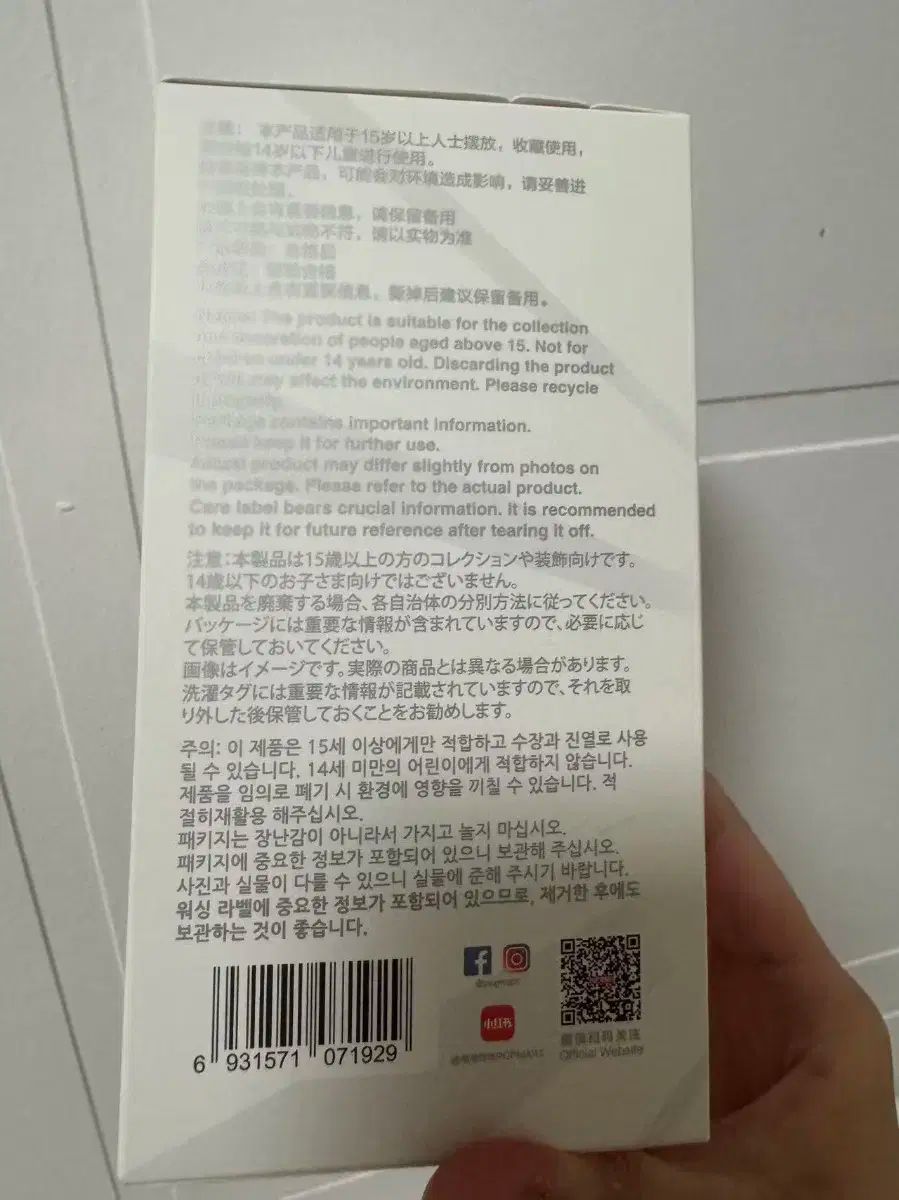 本产品适用于15岁以上人士摆放，收藏使用，
14岁以下儿童进行使用。
本产品，可能会对环境造成影响，请妥善进
信息，请保留备用
不符，请以实物为准
合格品
合格
含有重要信息，撕掉后建议保留备用。
The product is suitable for the collection
and decoration of people aged above 15. Not for
children under 14 years old. Discarding the product
may affect the environment. Please recycle
Package contains important information.
Please keep it for further use.
Actual product may differ slightly from photos on
the package. Please refer to the actual product.
Care label bears crucial information. It is recommended
to keep it for future reference after tearing it off.
注意:本製品は15歳以上の方のコレクションや装飾向けです。
14歳以下のお子さま向けではございません。
本製品を廃棄する場合、各自治体の分別方法に従ってください。
パッケージには重要な情報が含まれていますので、必要に応じ
て保管しておいてください。
画像はイメージです。実際の商品とは異なる場合があります。
洗濯タグには重要な情報が記載されていますので、それを取
り外した後保管しておくことをお勧めします。
주의: 이 제품은 15세 이상에게만 적합하고 수장과 진열로 사용
될 수 있습니다. 14세 미만의 어린이에게 적합하지 않습니다.
제품을 임의로 폐기 시 환경에 영향을 끼칠 수 있습니다. 적
절히재활용 해주십시오.
패키지는 장난감이 아니라서 가지고 놀지 마십시오.
패키지에 중요한 정보가 포함되어 있으니 보관해 주십시오.
사진과 실물이 다를 수 있으니 실물에 준해 주시기 바랍니다.
워싱 라벨에 중요한 정보가 포함되어 있으므로, 제거한 후에도
보관하는 것이 좋습니다.
小红书
Official Website
6 931571 071929